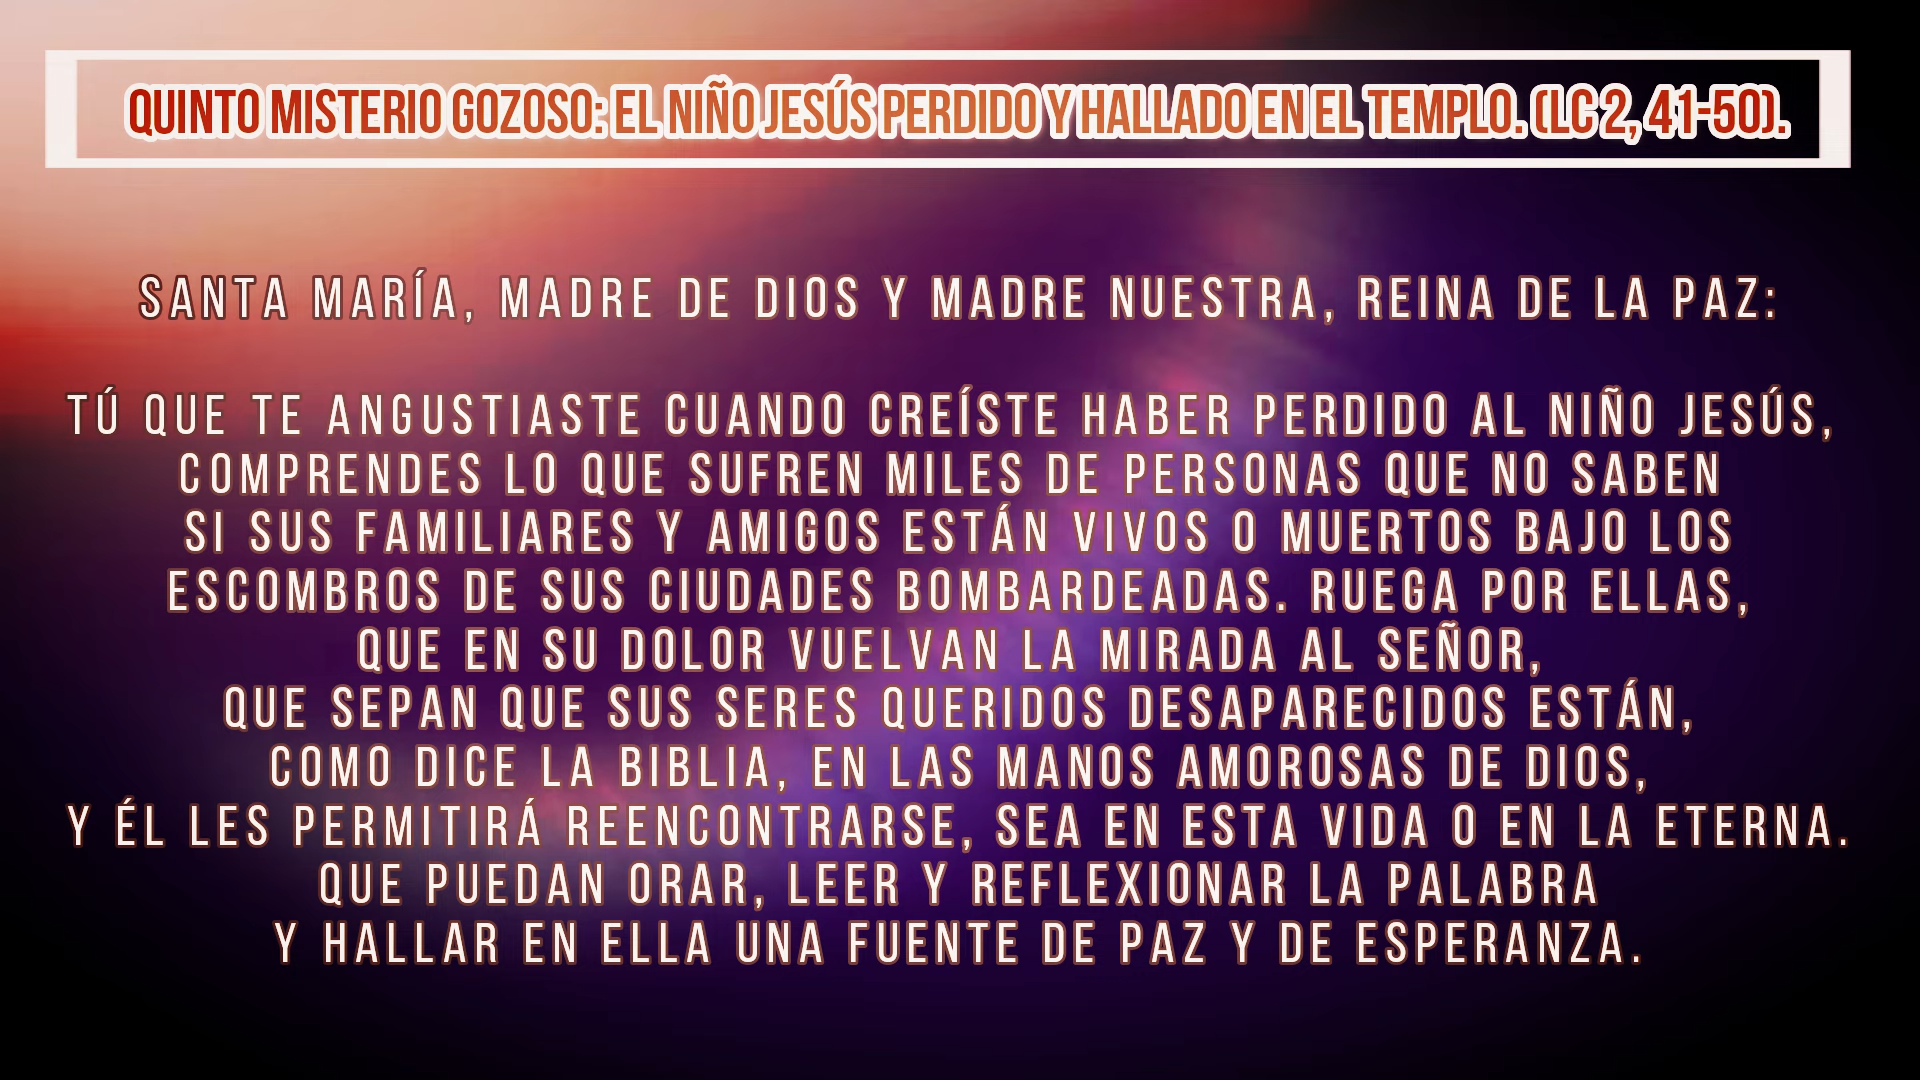 QUINTO MISTERIO GOZOSO: EL NIÑO JESÚS PERDIDO Y HALLADO EN EL TEMPLO. (LC 2, 41-50).
SANTA MARÍA, MADRE DE DIOS Y MADRE NUESTRA, REINA DE LA PAZ:
TÚ QUE TE ANGUSTIASTE CUANDO CREÍSTE HABER PERDIDO AL NIÑO JESÚS,
COMPRENDES LO QUE SUFREN MILES DE PERSONAS QUE NO SABEN
SI SUS FAMILIARES Y AMIGOS ESTÁN VIVOS O MUERTOS BAJO LOS
ESCOMBROS DE SUS CIUDADES BOMBARDEADAS. RUEGA POR ELLAS,
QUE EN SU DOLOR VUELVAN LA MIRADA AL SEÑOR,
QUE SEPAN QUE SUS SERES QUERIDOS DESAPARECIDOS ESTÁN,
COMO DICE LA BIBLIA, EN LAS MANOS AMOROSAS DE DIOS,
Y ÉL LES PERMITIRÁ REENCONTRARSE, SEA EN ESTA VIDA O EN LA ETERNA.
QUE PUEDAN ORAR, LEER Y REFLEXIONAR LA PALABRA
Y HALLAR EN ELLA UNA FUENTE DE PAZ Y DE ESPERANZA.